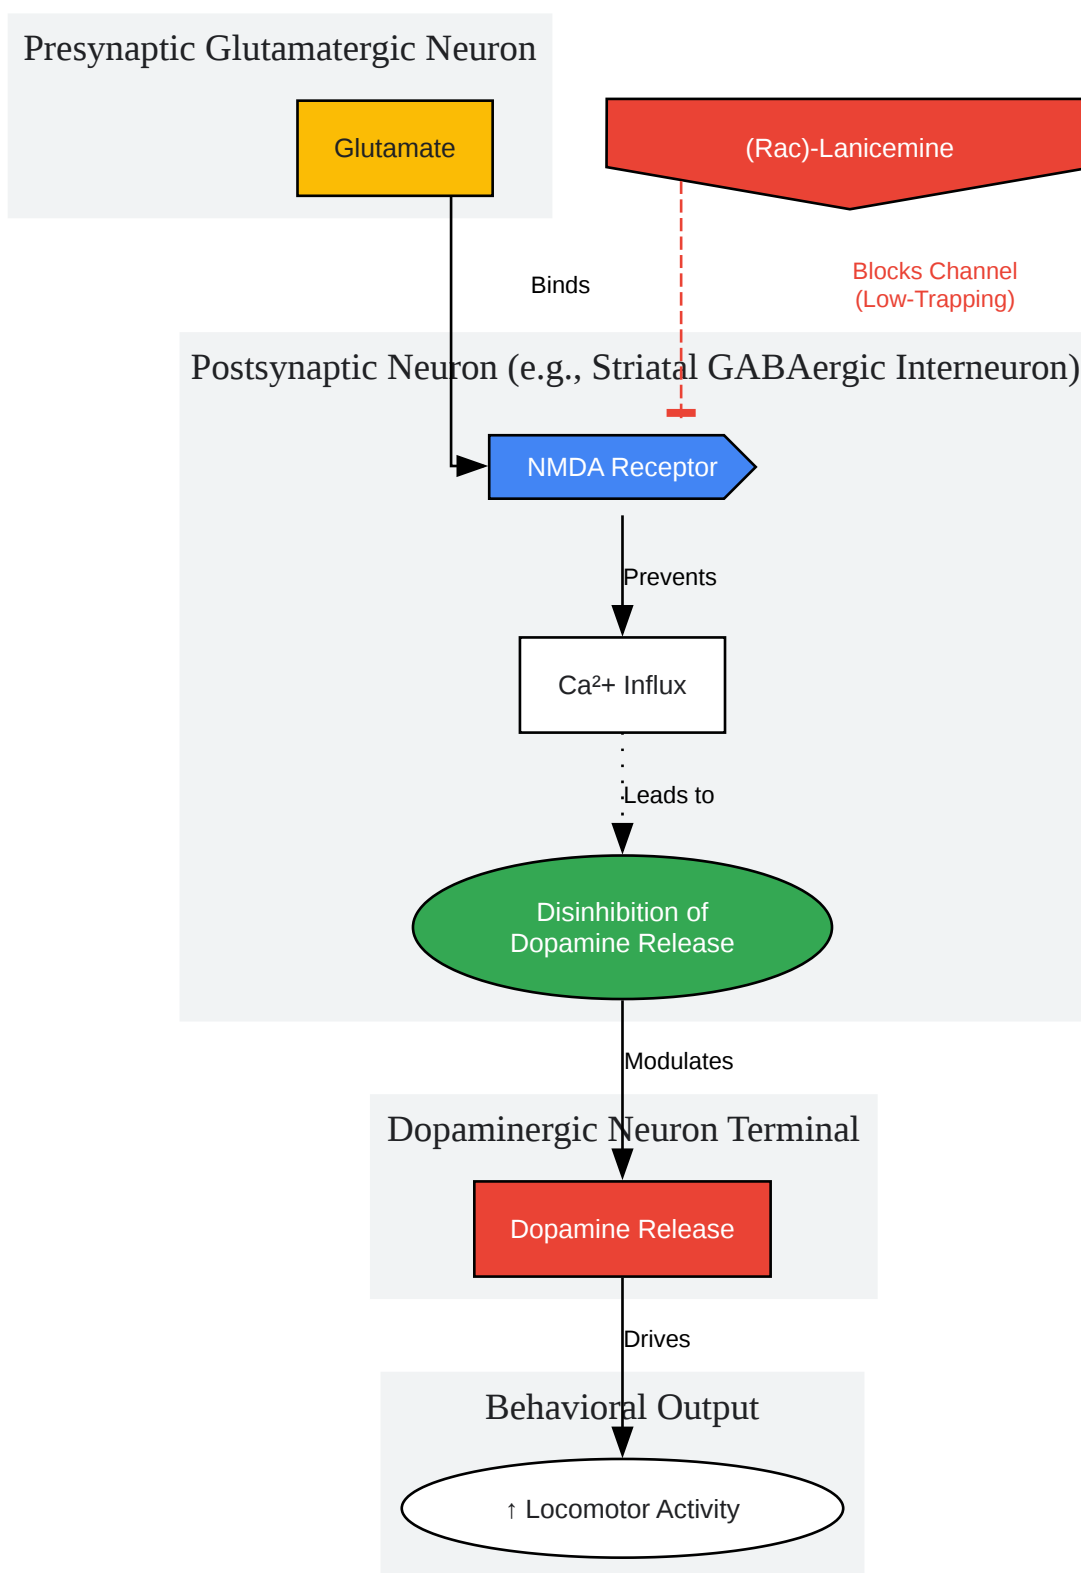 Presynaptic Glutamatergic Neuron
Glutamate
(Rac)-Lanicemine
Binds
Blocks Channel
(Low-Trapping)
Postsynaptic Neuron (e.g., Striatal GABAergic Interneuron)
NMDA Receptor
Prevents
Ca²+ Influx
Leads to
Disinhibition of
Dopamine Release
Modulates
Dopaminergic Neuron Terminal
Dopamine Release
Drives
Behavioral Output
↑ Locomotor Activity